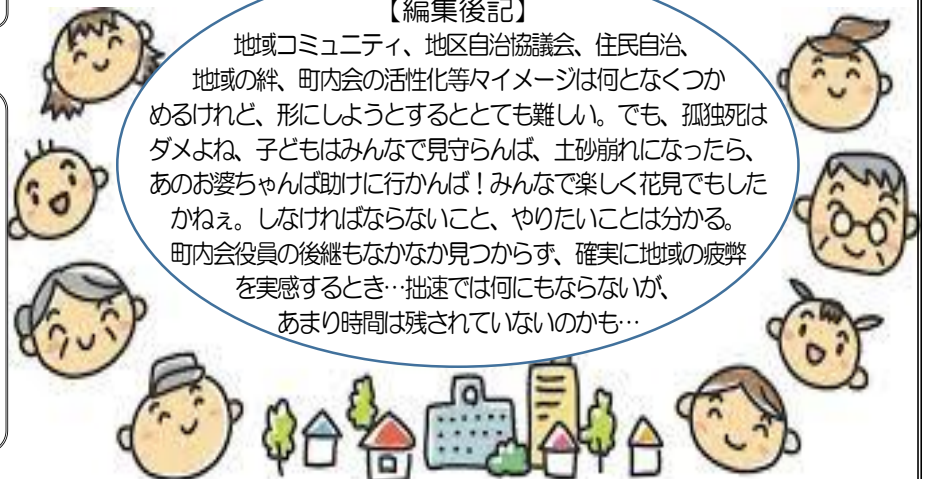 【編集後記】
地域コミュニティ、地区自治協議会、住民自治、
地域の絆、町内会の活性化等々イメージは何となくつか
めるけれど、形にしようとするととても難しい。でも、孤独死は
ダメよね、子どもはみんなで見守らんば、土砂崩れになったら、
あのお婆ちゃんば助けに行かんば！みんなで楽しく花見でもした
かねぇ。しなければならないこと、やりたいことは分かる。
町内会役員の後継もなかなか見つからず、確実に地域の疲弊
を実感するとき…拙速では何にもならないが、
あまり時間は残されていないのかも…